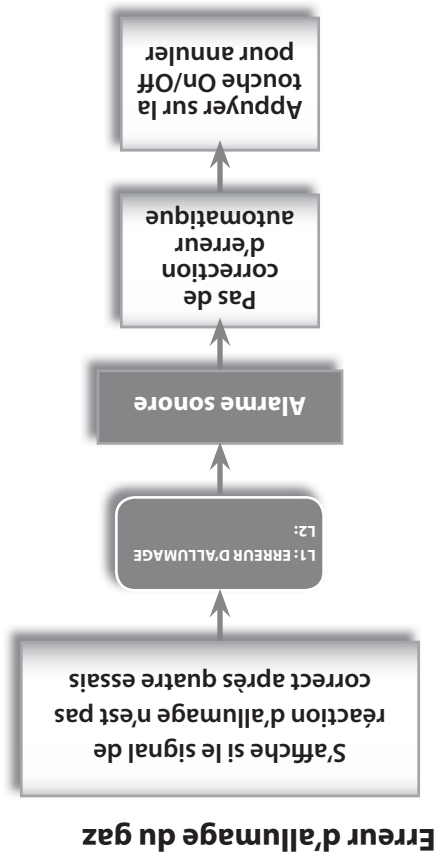 Erreur d'allumage du gaz
S'affiche si le signal de
réaction d'allumage n'est pas
correct après quatre essais
L1: ERREUR D'ALLUMAGE
L2:
Alarme sonore
Pas de
correction
d'erreur
automatique
Appuyer sur la
touche On/Off
pour annuler